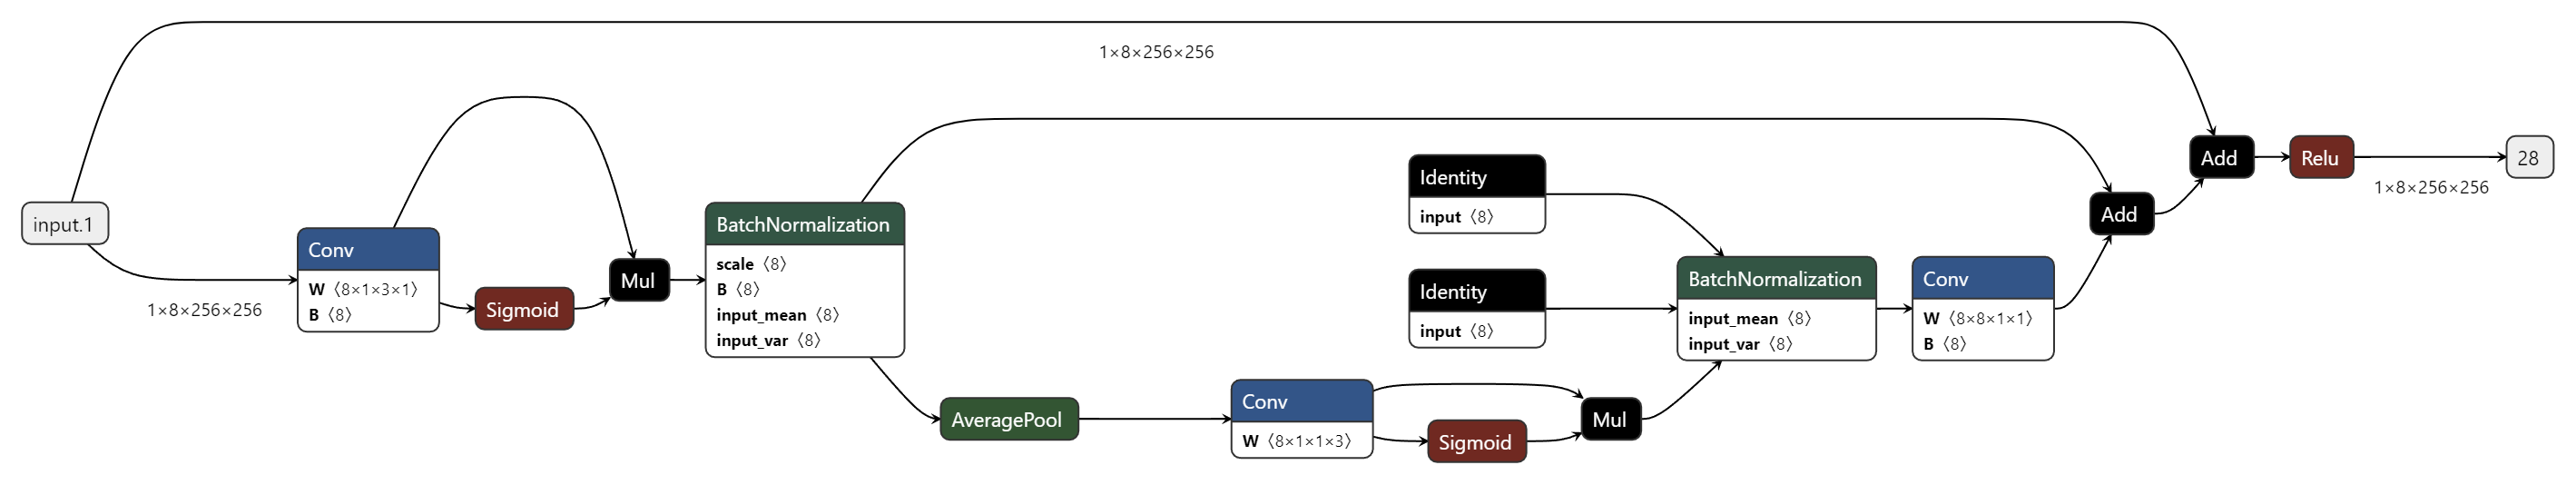 1×8×256×256
input.1
1×8×256×256
Conv
W 〈8×1×3×1〉
B 〈8〉
Sigmoid
Mul
BatchNormalization
scale 〈8〉
B 〈8〉
input_mean 〈8〉
input_var 〈8〉
AveragePool
Conv
W 〈8×1×1×3〉
Sigmoid
Mul
Identity
input 〈8〉
Identity
input 〈8〉
BatchNormalization
input_mean 〈8〉
input_var 〈8〉
Conv
W 〈8×8×1×1〉
B 〈8〉
Add
Add
Relu
1×8×256×256
28